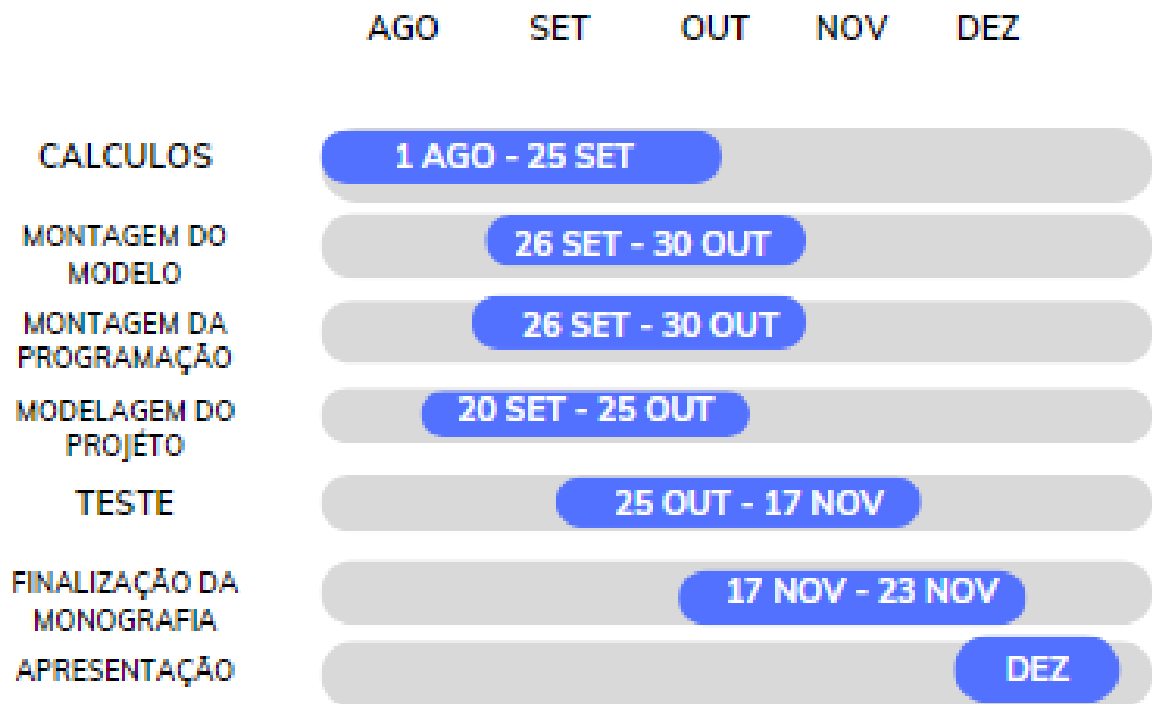 AGO SET OUT NOV DEZ
CALCULOS
1 AGO - 25 SET
MONTAGEM DO
MODELO
26 SET - 30 OUT
MONTAGEM DA
PROGRAMAÇÃO
26 SET - 30 OUT
MODELAGEM DO
PROJÉTO
20 SET - 25 OUT
TESTE
25 OUT - 17 NOV
FINALIZAÇÃO DA
MONOGRAFIA
17 NOV - 23 NOV
APRESENTAÇÃO
DEZ